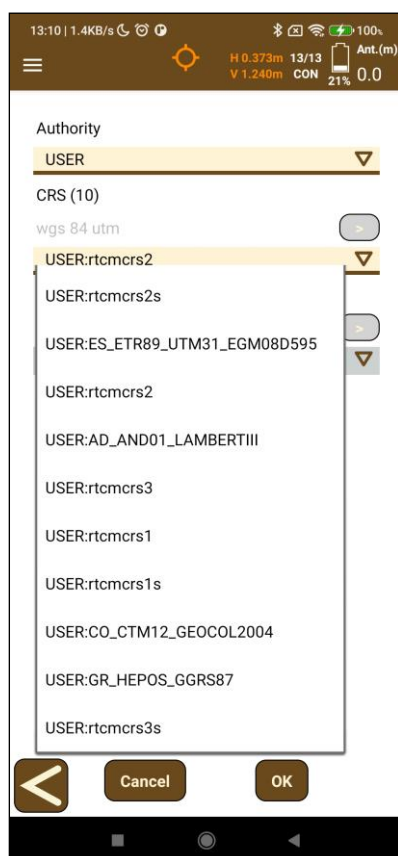 13:10 | 1.4KB/s
100%
H 0.373m 13/13 Ant.(m)
V 1.240m CON 21% 0.0
Authority
USER
CRS (10)
wgs 84 utm
>
USER:rtcmcrs2
USER:rtcmcrs2s
>
USER:ES_ETR89_UTM31_EGM08D595
USER:rtcmcrs2
USER:AD_AND01_LAMBERTIII
USER:rtcmcrs3
USER:rtcmcrs1
USER:rtcmcrs1s
USER:CO_CTM12_GEOCOL2004
USER:GR_HEPOS_GGRS87
USER:rtcmcrs3s
Cancel
OK